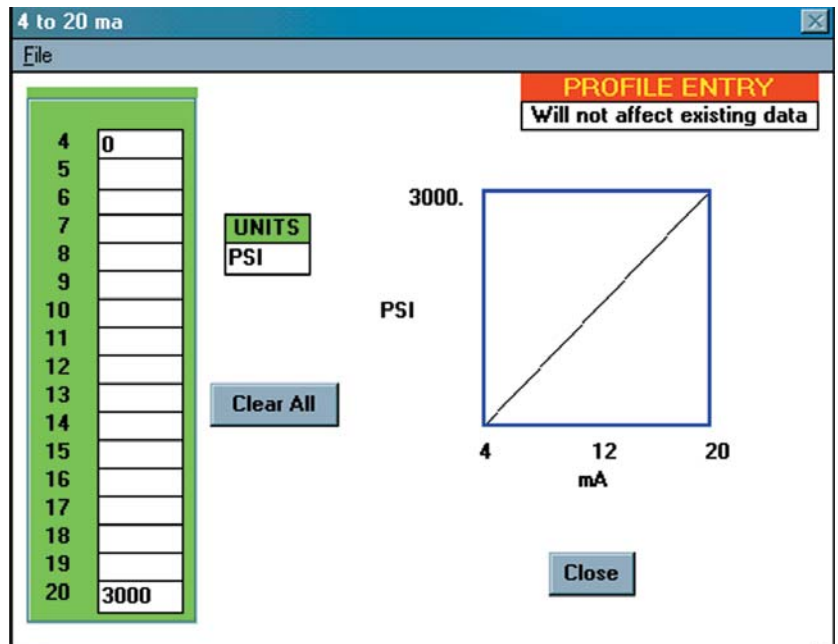 4 to 20 ma
File
PROFILE ENTRY
Will not affect existing data
4 0
5
6
7
8
9
10
11
12
13
14
15
16
17
18
19
20 3000
UNITS
PSI
Clear All
3000.
PSI
4 12 20
mA
Close